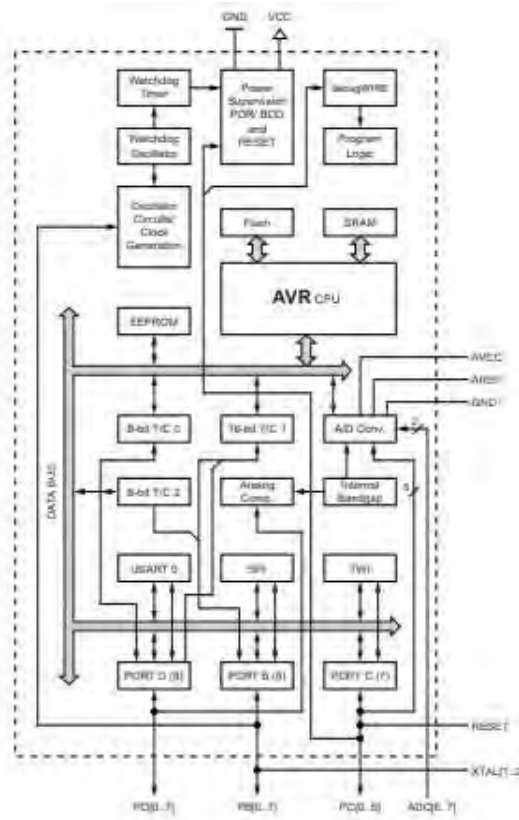 GND VCC
Watchdog
Timer
Power
Supervision
POR/ BOD
and
RESET
debugWIRE
Watchdog
Oscillator
Program
Logic
Oscillator
Circuits/
Clock
Generation
Flash
SRAM
AVR CPU
EEPROM
AVCC
AREF
GND
8-bit T/C 0
16-bit T/C 1
A/D Conv.
2
DATA BUS
8-bit T/C 2
Analog
Comp.
Internal
Bandgap
6
USART 0
SPI
TWI
PORT D (8)
PORT B (8)
PORT C (7)
RESET
XTAL[1..2]
PD[0..7]
PB[0..7]
PC[0..6]
ADC[6..7]